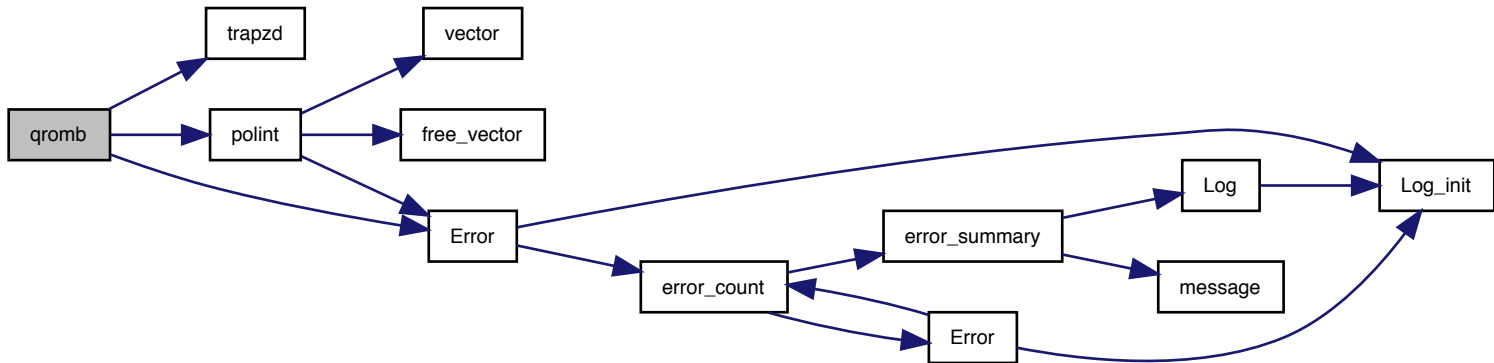 trapzd
vector
qromb
polint
free_vector
Log
Log_init
Error
error_summary
error_count
message
Error